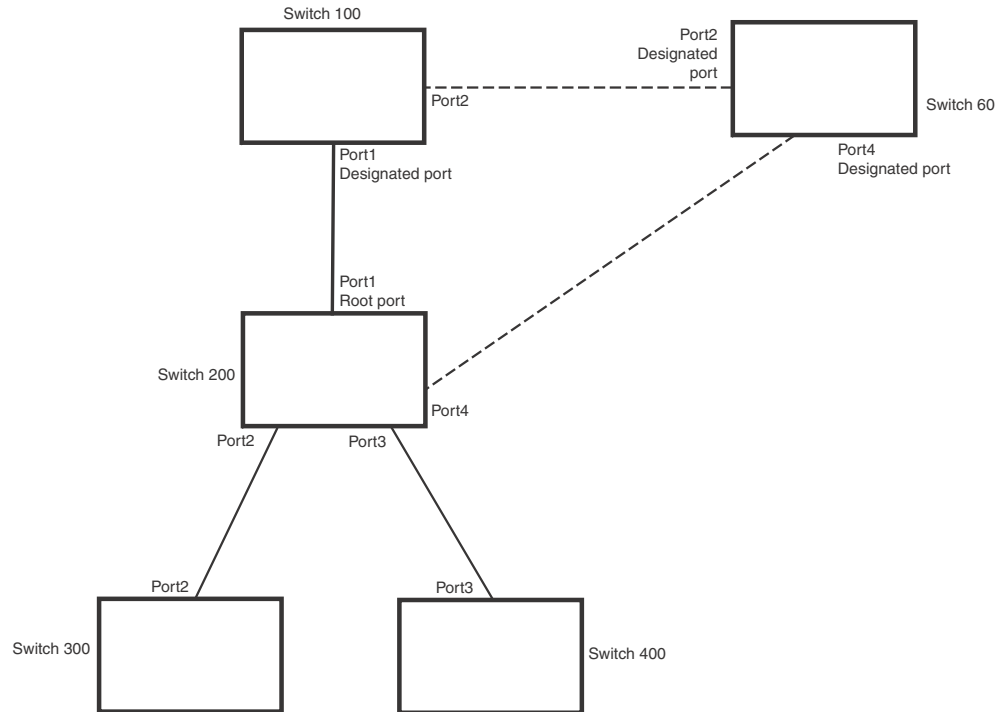 Switch 100
Port2
Designated
port
Port2
Switch 60
Port1
Designated port
Port4
Designated port
Port1
Root port
Switch 200
Port4
Port2
Port3
Port2
Port3
Switch 300
Switch 400